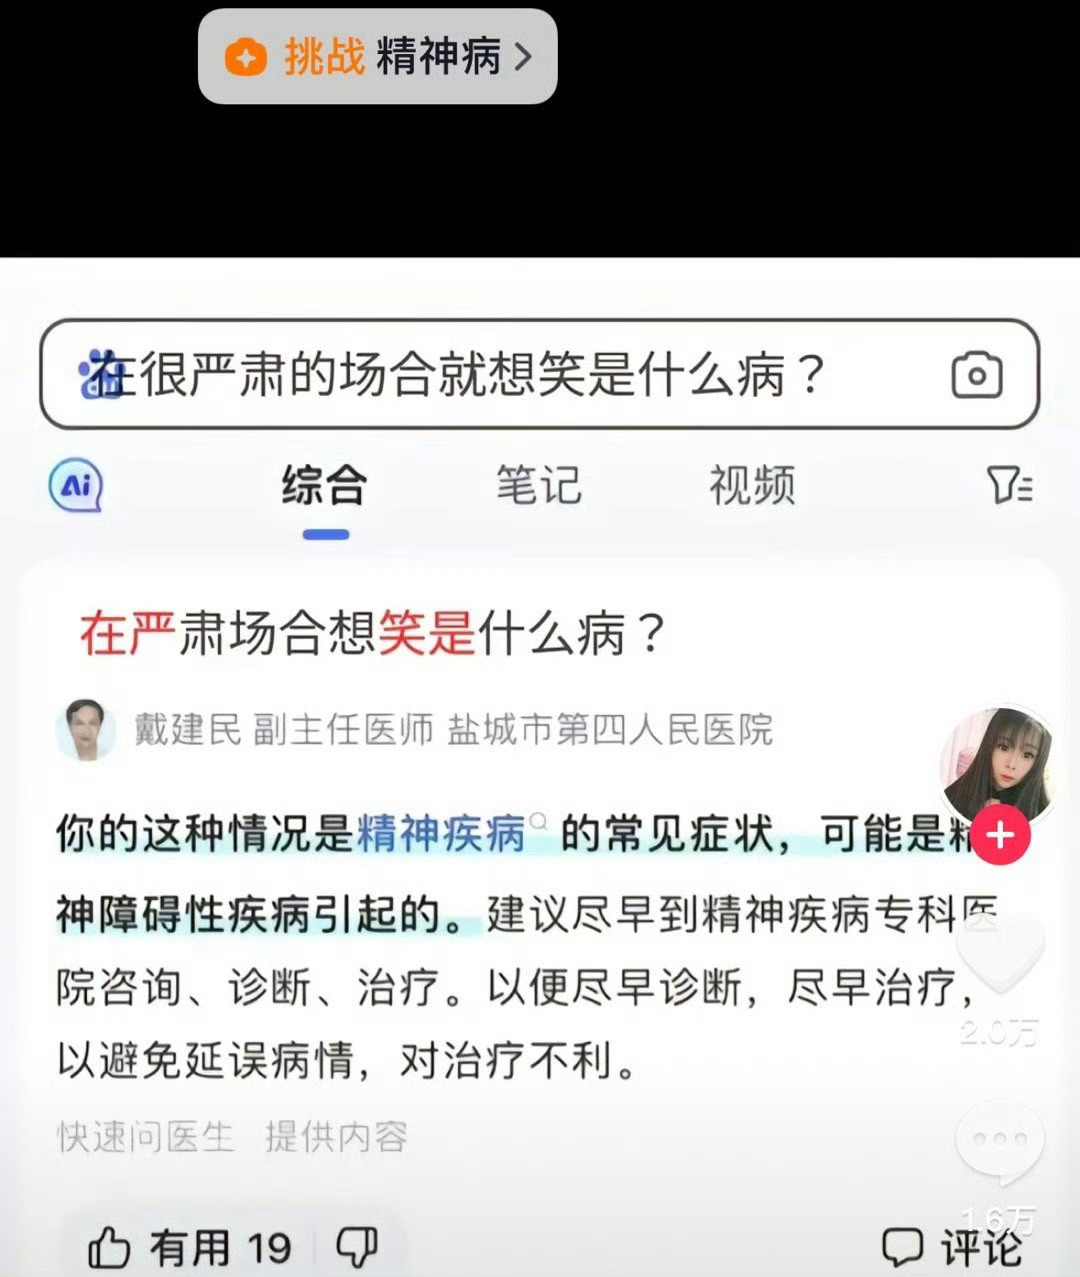 挑战 精神病
在很严肃的场合就想笑是什么病？
Ai 综合 笔记 视频
在严肃场合想笑是什么病？
戴建民 副主任医师 盐城市第四人民医院
你的这种情况是精神疾病 的常见症状，可能是精
神障碍性疾病引起的。建议尽早到精神疾病专科医
院咨询、诊断、治疗。以便尽早诊断，尽早治疗，
以避免延误病情，对治疗不利。
2.0万
快速问医生 提供内容
1.6万
有用 19 评论